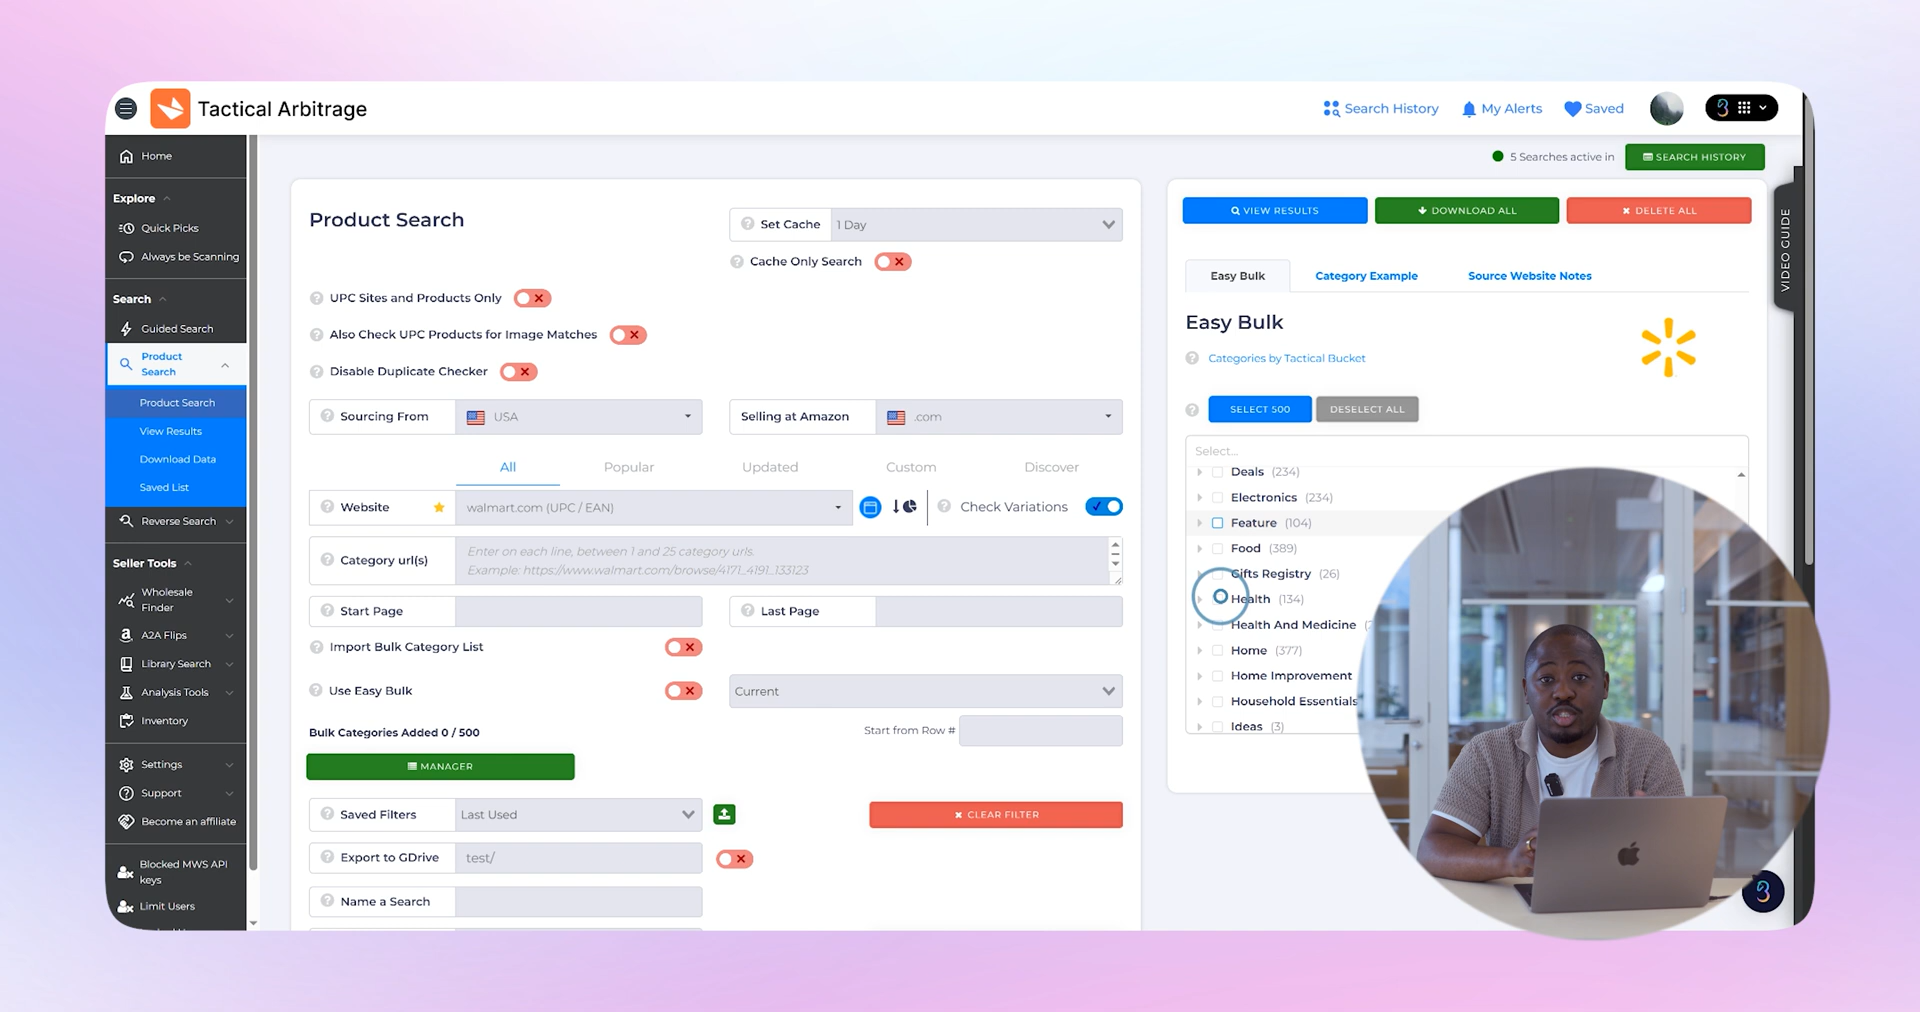 Tactical Arbitrage
Search History
My Alerts
Saved
Home
Explore
Quick Picks
Always be Scanning
Search
Guided Search
Product
Search
Product Search
View Results
Download Data
Saved List
Reverse Search
Seller Tools
Wholesale
Finder
A2A Flips
Library Search
Analysis Tools
Inventory
Settings
Support
Become an affiliate
Blocked MWS API
keys
Limit Users
5 Searches active in
SEARCH HISTORY
Product Search
Set Cache
1 Day
Cache Only Search
UPC Sites and Products Only
Also Check UPC Products for Image Matches
Disable Duplicate Checker
Sourcing From
USA
Selling at Amazon
.com
All
Popular
Updated
Custom
Discover
Website
walmart.com (UPC / EAN)
Check Variations
Category url(s)
Enter on each line, between 1 and 25 category urls.
Example: https://www.walmart.com/browse/4171_4191_133123
Start Page
Last Page
Import Bulk Category List
Use Easy Bulk
Current
Bulk Categories Added 0 / 500
Start from Row #
MANAGER
Saved Filters
Last Used
CLEAR FILTER
Export to GDrive
test/
Name a Search
VIEW RESULTS
DOWNLOAD ALL
DELETE ALL
VIDEO GUIDE
Easy Bulk
Category Example
Source Website Notes
Easy Bulk
Categories by Tactical Bucket
SELECT 500
DESELECT ALL
Select...
Deals (234)
Electronics (234)
Feature (104)
Food (389)
Gifts Registry (26)
Health (134)
Health And Medicine
Home (377)
Home Improvement
Household Essentials
Ideas (3)